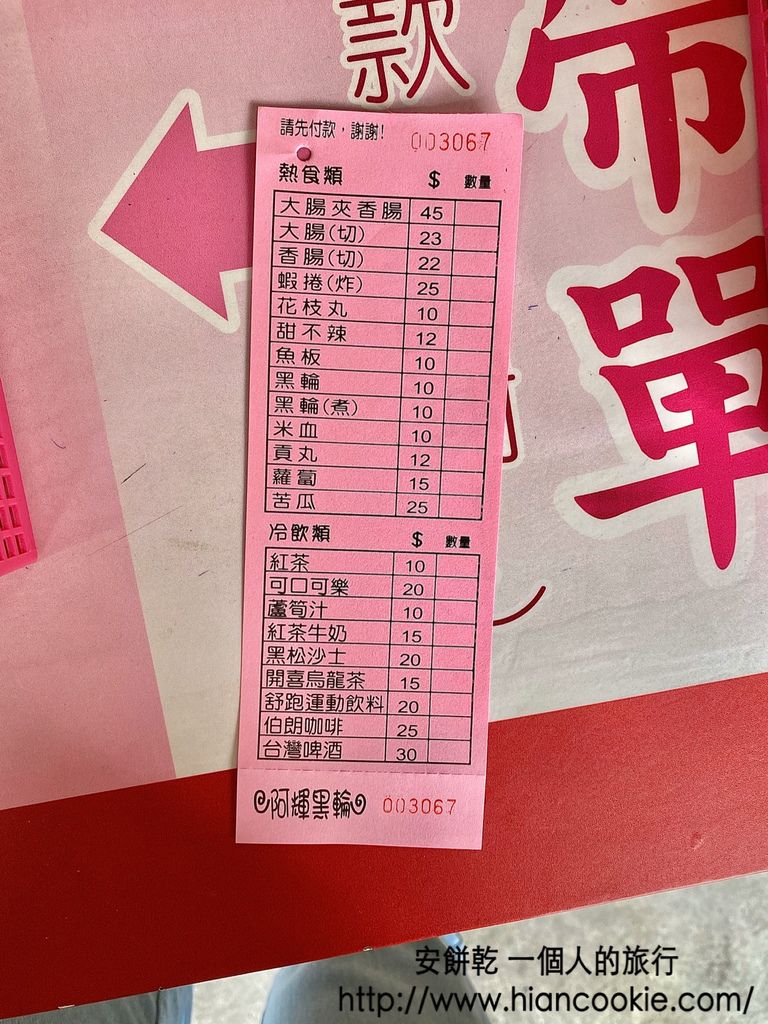 款
帶
單
請先付款，謝謝! 003067
熱食類 $ 數量
大腸夾香腸 45
大腸(切) 23
香腸(切) 22
蝦捲(炸) 25
花枝丸 10
甜不辣 12
魚板 10
黑輪 10
黑輪(煮) 10
米血 10
貢丸 12
蘿蔔 15
苦瓜 25
冷飲類 $ 數量
紅茶 10
可口可樂 20
蘆筍汁 10
紅茶牛奶 15
黑松沙士 20
開喜烏龍茶 15
舒跑運動飲料 20
伯朗咖啡 25
台灣啤酒 30
阿輝黑輪 003067
安餅乾 一個人的旅行
http://www.hiancookie.com/